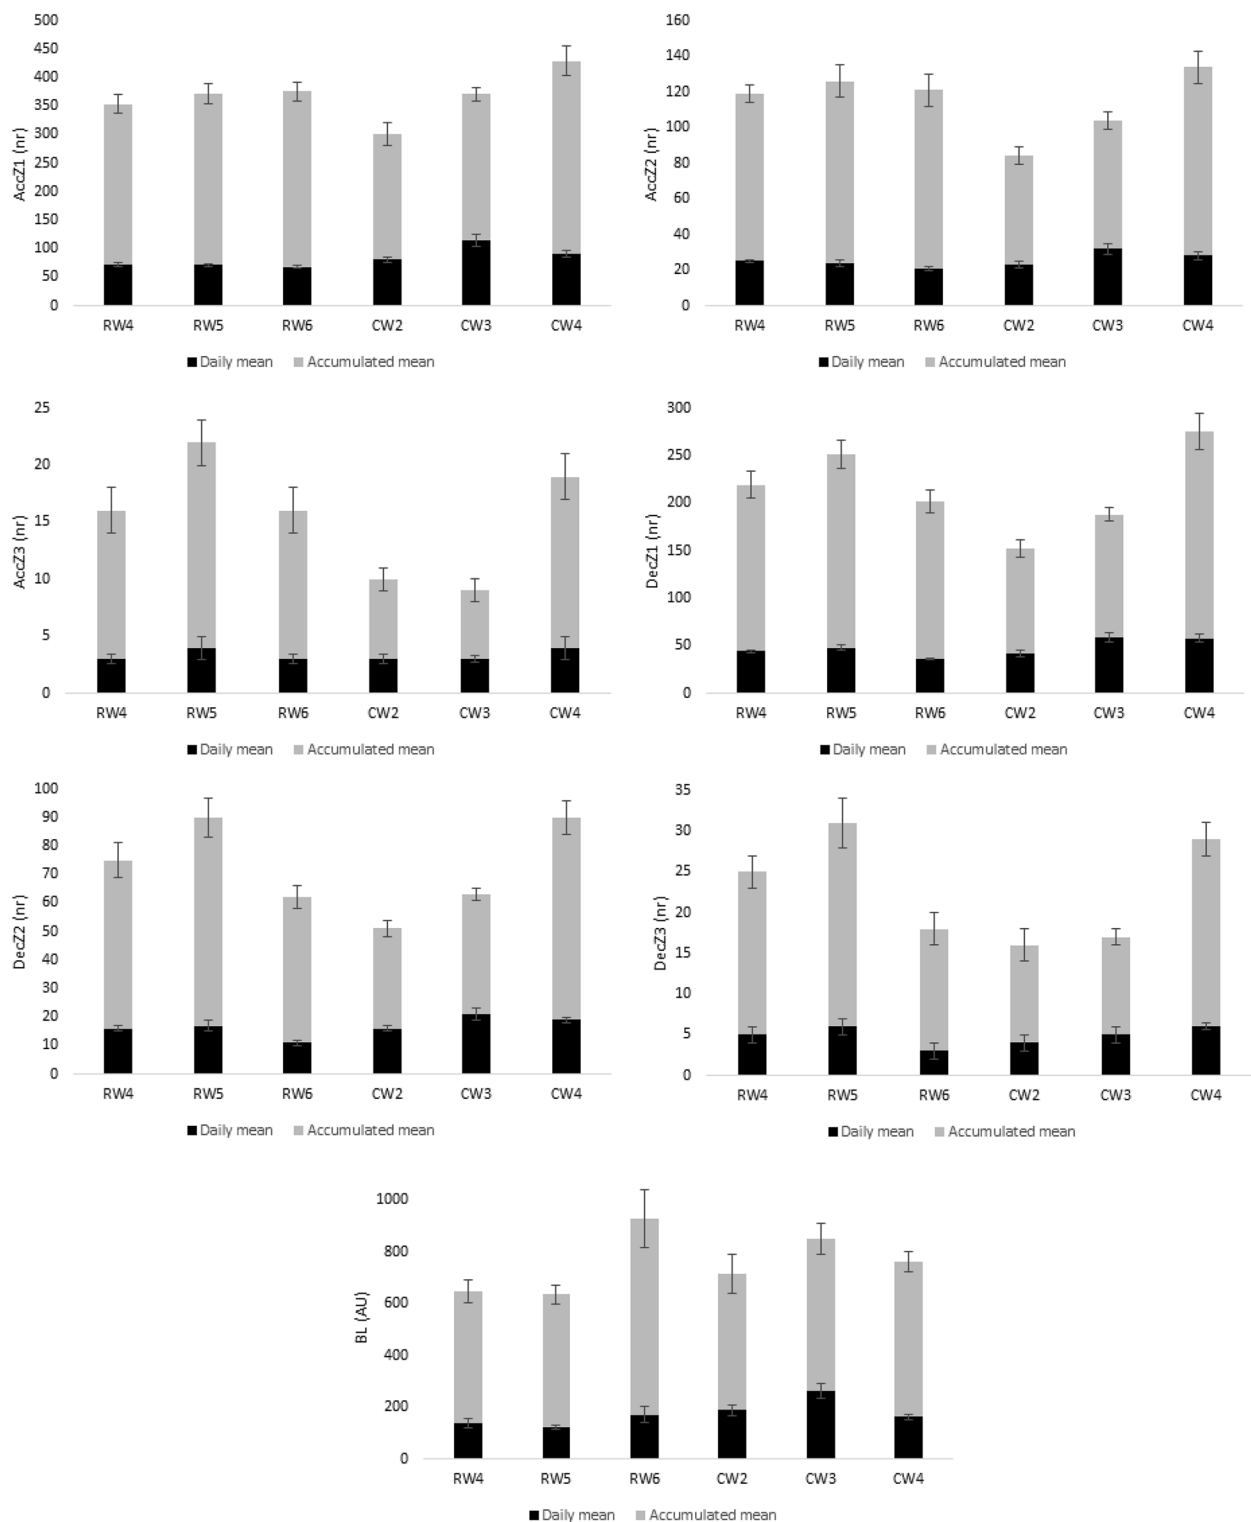 500
450
400
350
300
250
200
150
100
50
0
AccZ1 (nr)
RW4 RW5 RW6 CW2 CW3 CW4
Daily mean Accumulated mean
160
140
120
100
80
60
40
20
0
AccZ2 (nr)
RW4 RW5 RW6 CW2 CW3 CW4
Daily mean Accumulated mean
25
20
15
10
5
0
AccZ3 (nr)
RW4 RW5 RW6 CW2 CW3 CW4
Daily mean Accumulated mean
300
250
200
150
100
50
0
DecZ1 (nr)
RW4 RW5 RW6 CW2 CW3 CW4
Daily mean Accumulated mean
100
90
80
70
60
50
40
30
20
10
0
DecZ2 (nr)
RW4 RW5 RW6 CW2 CW3 CW4
Daily mean Accumulated mean
35
30
25
20
15
10
5
0
DecZ3 (nr)
RW4 RW5 RW6 CW2 CW3 CW4
Daily mean Accumulated mean
1000
800
600
400
200
0
BL (AU)
RW4 RW5 RW6 CW2 CW3 CW4
Daily mean Accumulated mean